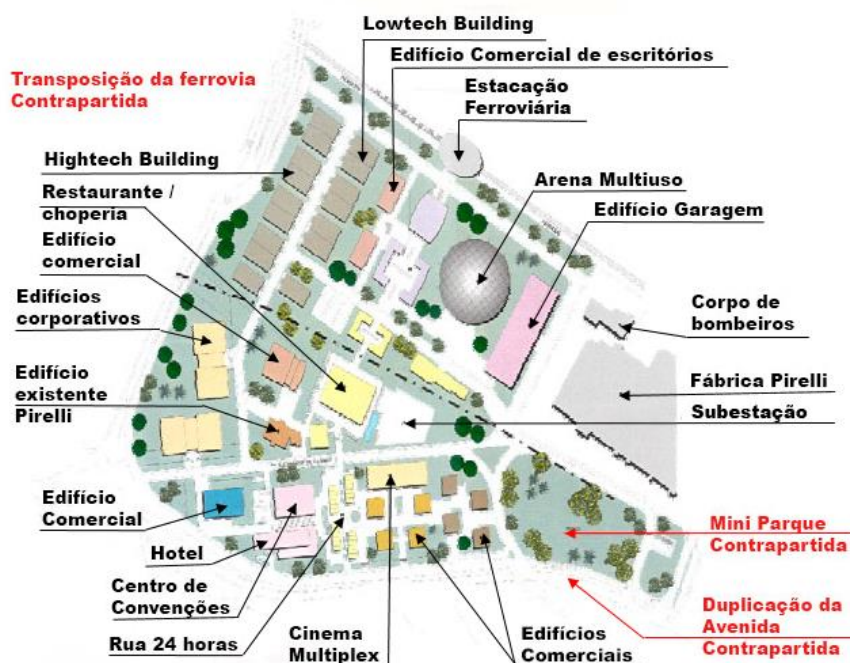 Lowtech Building
Edifício Comercial de escritórios
Transposição da ferrovia
Contrapartida
Estacação
Ferroviária
Hightech Building
Restaurante /
choperia
Arena Multiuso
Edifício Garagem
Edifício
comercial
Edifícios
corporativos
Corpo de
bombeiros
Edifício
existente
Pirelli
Fábrica Pirelli
Subestação
Edifício
Comercial
Hotel
Mini Parque
Contrapartida
Centro de
Convenções
Rua 24 horas
Cinema
Multiplex
Edifícios
Comerciais
Duplicação da
Avenida
Contrapartida